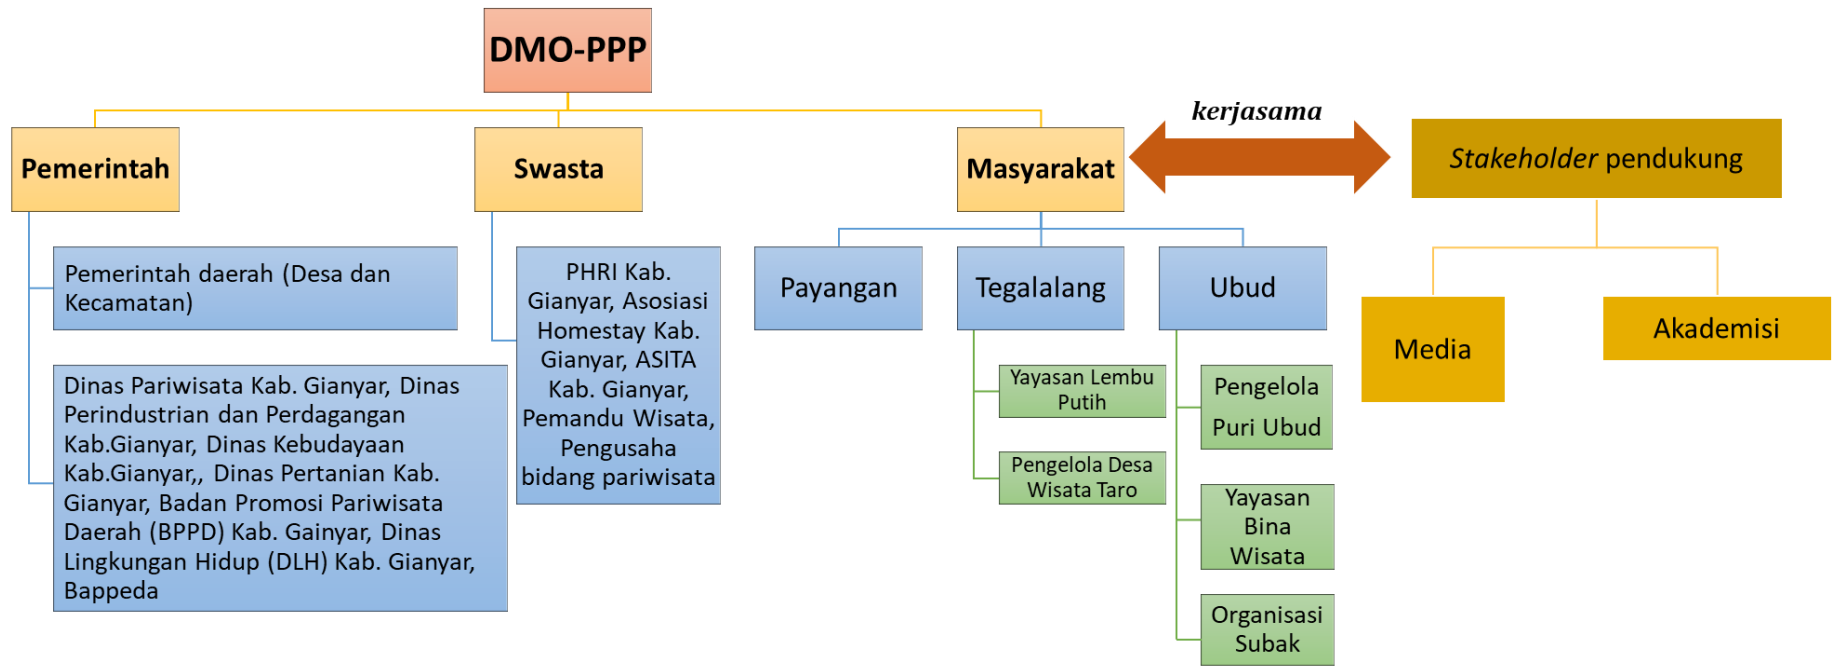 DMO-PPP
kerjasama
Pemerintah
Swasta
Masyarakat
Stakeholder pendukung
Pemerintah daerah (Desa dan
Kecamatan)
Dinas Pariwisata Kab. Gianyar, Dinas
Perindustrian dan Perdagangan
Kab.Gianyar, Dinas Kebudayaan
Kab.Gianyar,, Dinas Pertanian Kab.
Gianyar, Badan Promosi Pariwisata
Daerah (BPPD) Kab. Gainyar, Dinas
Lingkungan Hidup (DLH) Kab. Gianyar,
Bappeda
PHRI Kab.
Gianyar, Asosiasi
Homestay Kab.
Gianyar, ASITA
Kab. Gianyar,
Pemandu Wisata,
Pengusaha
bidang pariwisata
Payangan
Tegalalang
Yayasan Lembu
Putih
Pengelola Desa
Wisata Taro
Ubud
Pengelola
Puri Ubud
Yayasan
Bina
Wisata
Organisasi
Subak
Media
Akademisi